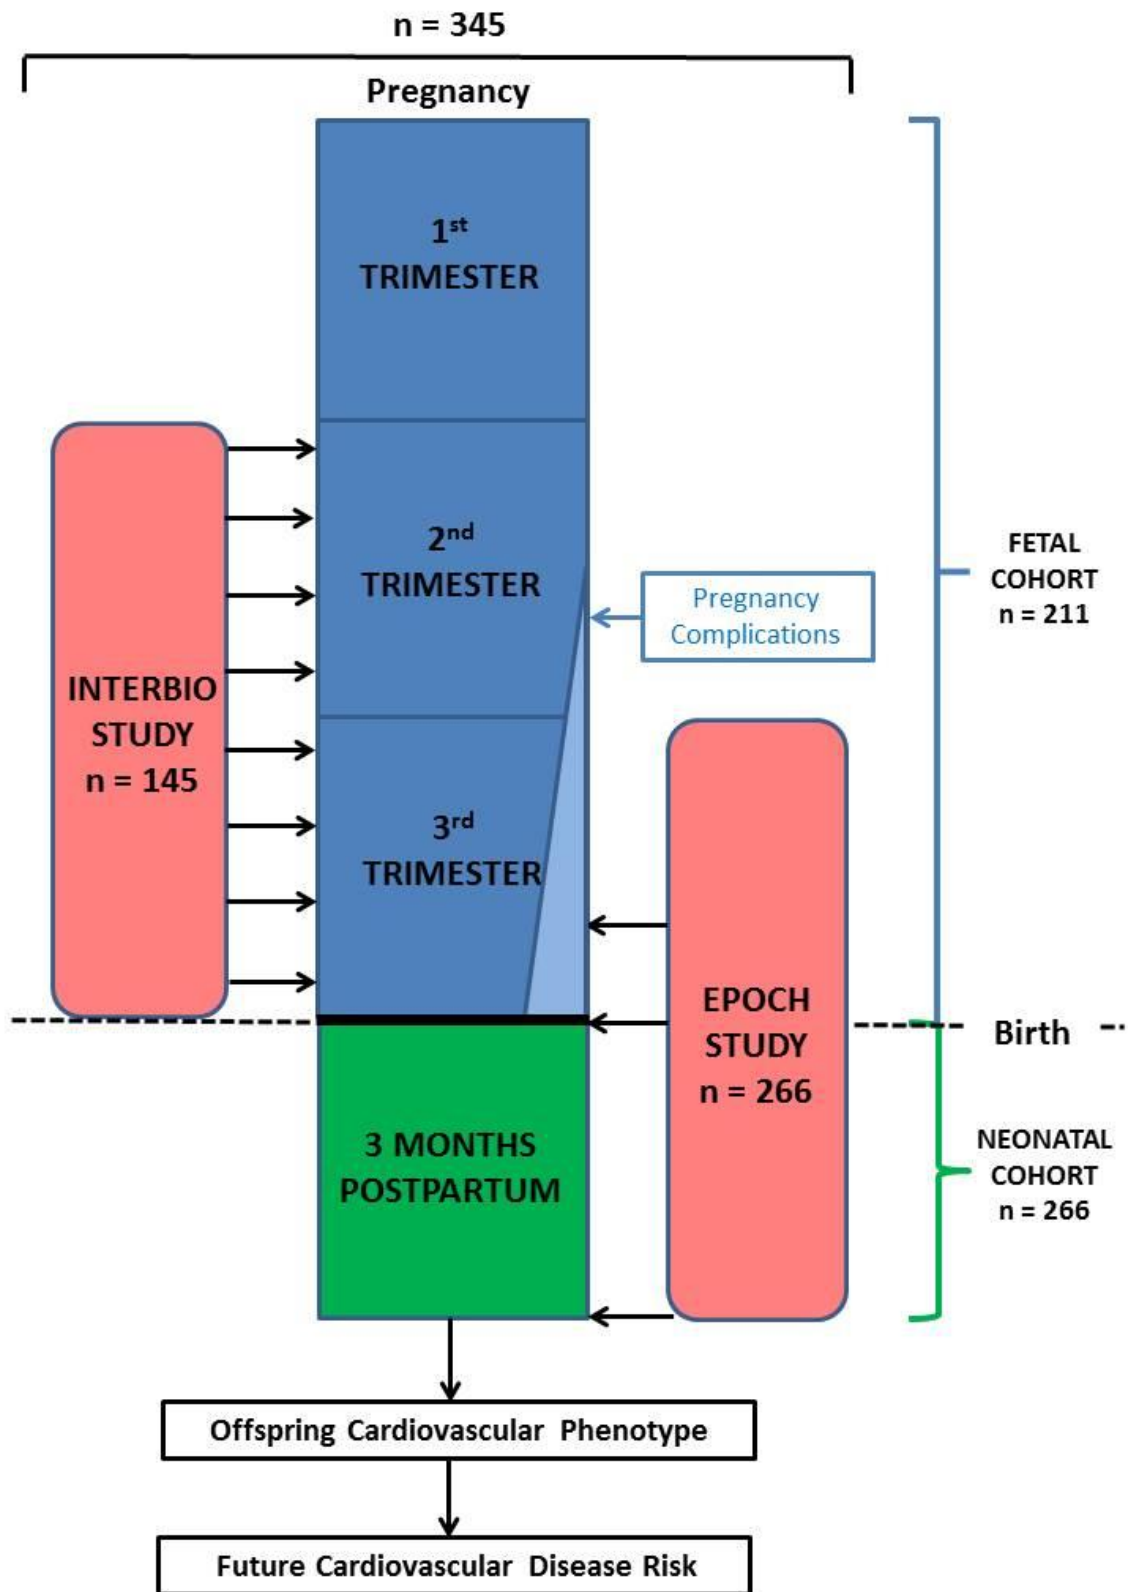 n = 345
Pregnancy
1st
TRIMESTER
2nd
TRIMESTER
Pregnancy
Complications
FETAL
COHORT
n = 211
INTERBIO
STUDY
n = 145
3rd
TRIMESTER
EPOCH
STUDY
n = 266
Birth
3 MONTHS
POSTPARTUM
NEONATAL
COHORT
n = 266
Offspring Cardiovascular Phenotype
Future Cardiovascular Disease Risk